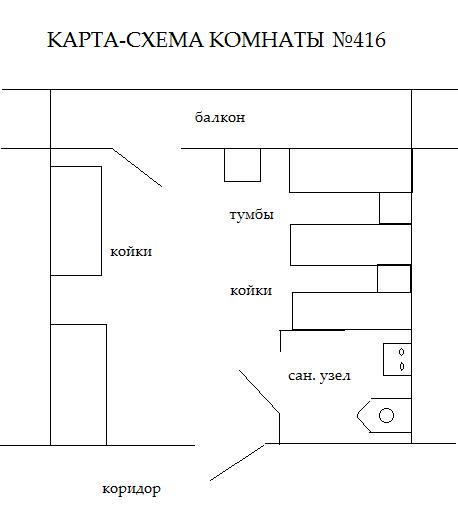 КАРТА-СХЕМА КОМНАТЫ №416
балкон
тумбы
койки
койки
сан. узел
коридор